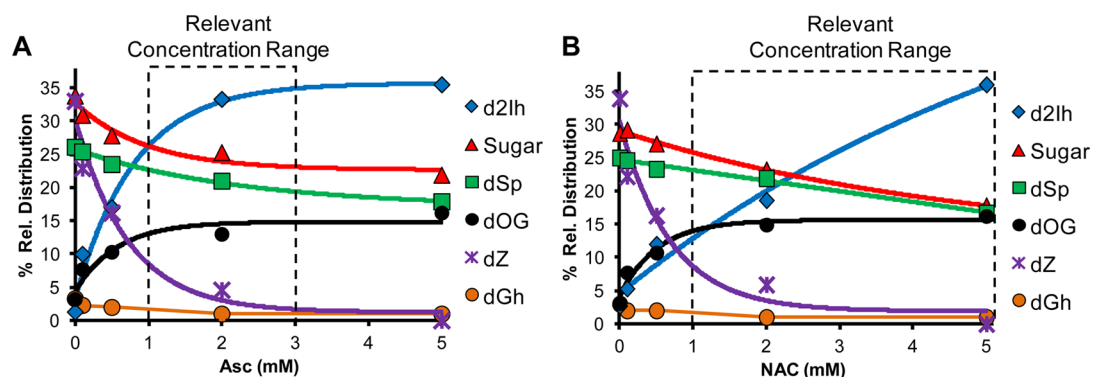 Relevant
Concentration Range
A
35
30
25
20
15
10
5
0
% Rel. Distribution
0 1 2 3 4 5
Asc (mM)
d2Ih
Sugar
dSp
dOG
dZ
dGh
Relevant
Concentration Range
B
35
30
25
20
15
10
5
0
% Rel. Distribution
0 1 2 3 4 5
NAC (mM)
d2Ih
Sugar
dSp
dOG
dZ
dGh